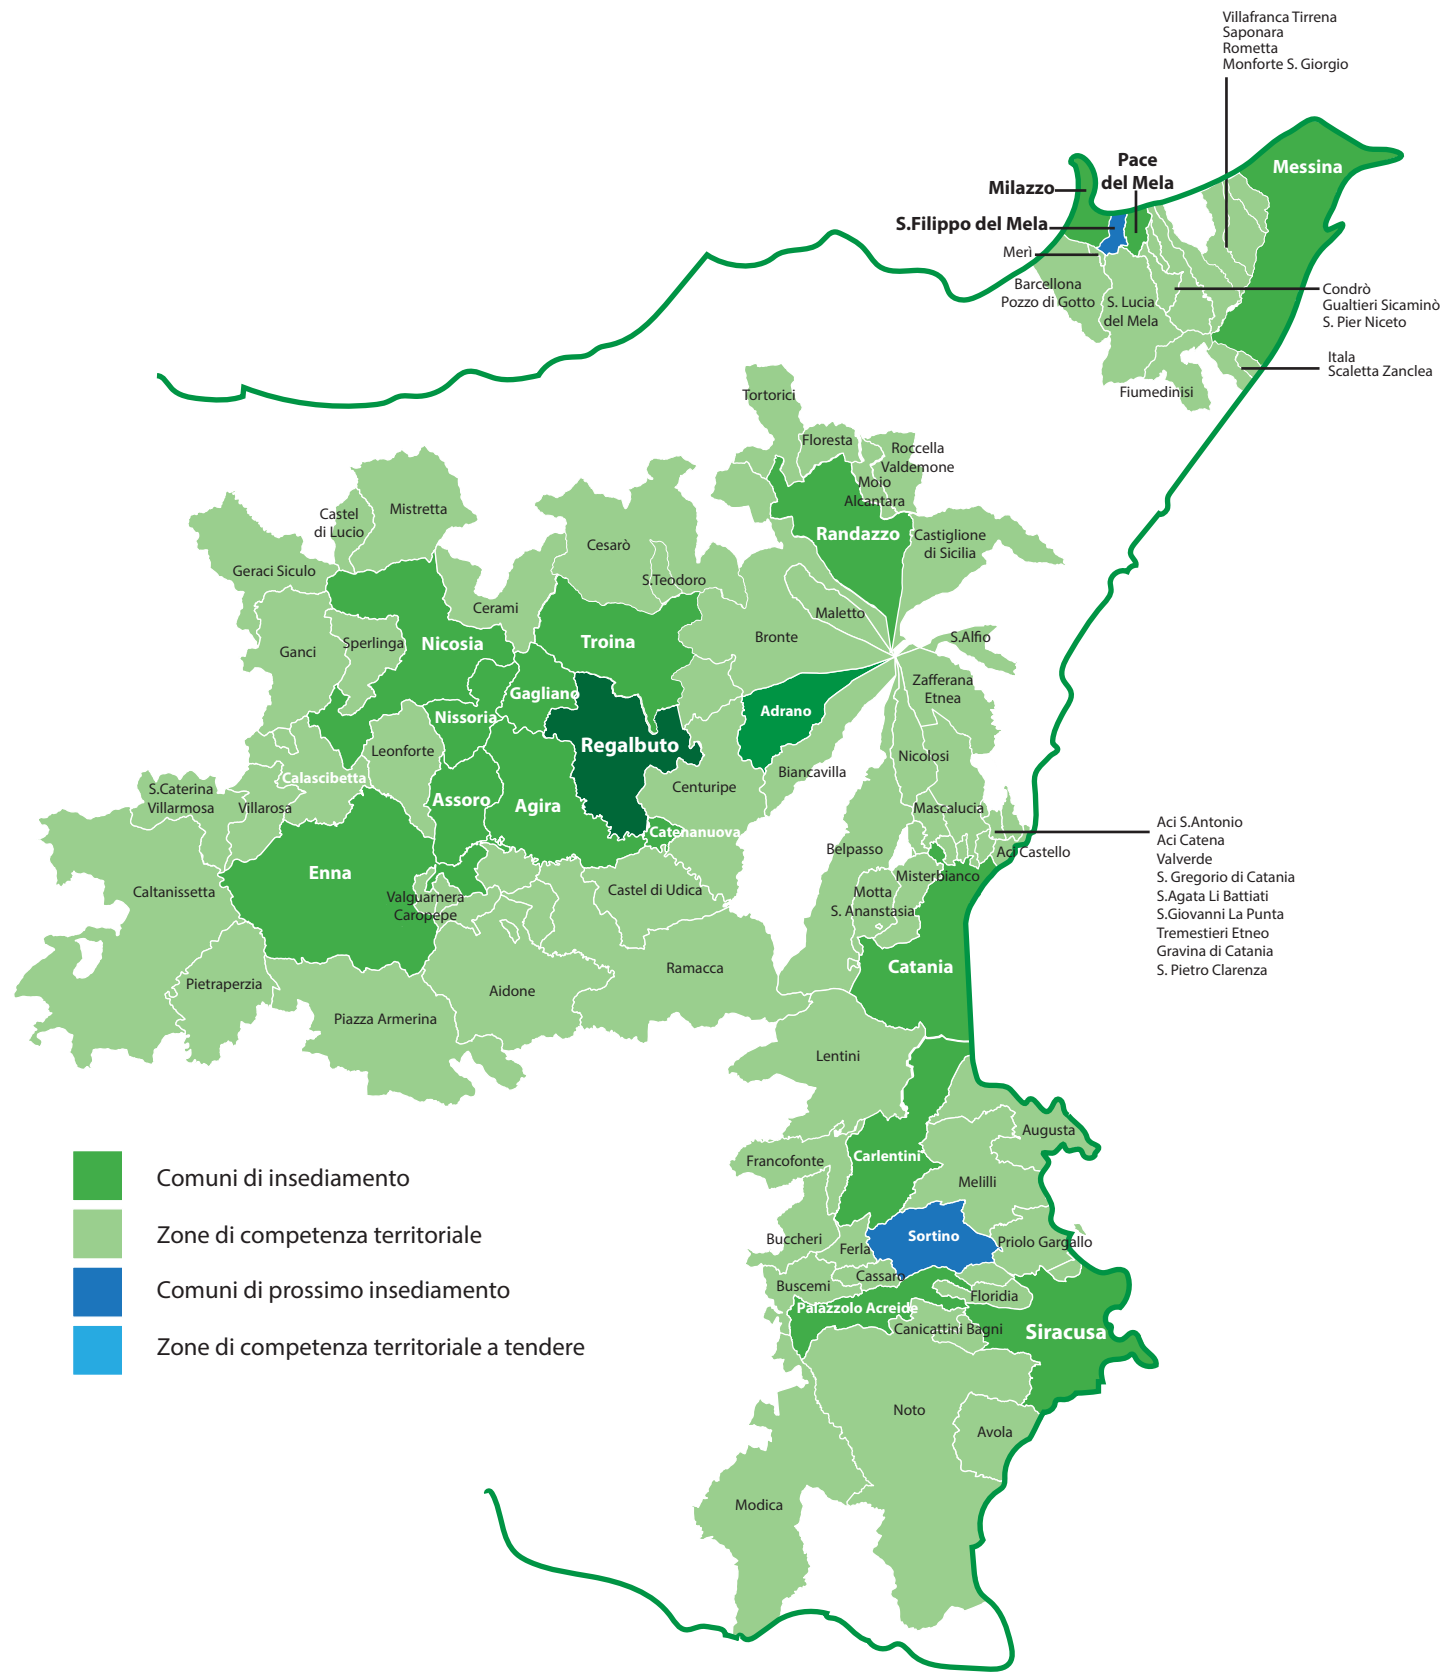 Villafranca Tirrena
Saponara
Rometta
Monforte S. Giorgio
Messina
Pace
del Mela
Milazzo
S.Filippo del Mela
Merì
Barcellona
Pozzo di Gotto
S. Lucia
del Mela
Condrò
Gualtieri Sicaminò
S. Pier Niceto
Itala
Scaletta Zanclea
Fiumedinisi
Tortorici
Floresta
Roccella
Valdemone
Moio
Alcantara
Randazzo
Castiglione
di Sicilia
Mistretta
Castel
di Lucio
Geraci Siculo
Cesarò
S.Teodoro
Cerami
Maletto
Bronte
S.Alfio
Ganci
Sperlinga
Nicosia
Troina
Zafferana
Etnea
Gagliano
Nissoria
Adrano
Regalbuto
Leonforte
Nicolosi
Calascibetta
Biancavilla
Centuripe
S.Caterina
Villarmosa
Villarosa
Assoro
Agira
Mascalucia
Catenanuova
Aci Castello
Belpasso
Misterbianco
Aci S.Antonio
Aci Catena
Valverde
S. Gregorio di Catania
S.Agata Li Battiati
S.Giovanni La Punta
Tremestieri Etneo
Gravina di Catania
S. Pietro Clarenza
Enna
Caltanissetta
Valguarnera
Caropepe
Castel di Udica
Motta
S. Ananstasia
Catania
Ramacca
Pietraperzia
Aidone
Piazza Armerina
Lentini
Augusta
Francofonte
Carlentini
Melilli
Buccheri
Ferla
Sortino
Priolo Gargallo
Cassaro
Buscemi
Floridia
Palazzolo Acreide
Canicattini Bagni
Siracusa
Noto
Avola
Modica
Comuni di insediamento
Zone di competenza territoriale
Comuni di prossimo insediamento
Zone di competenza territoriale a tendere